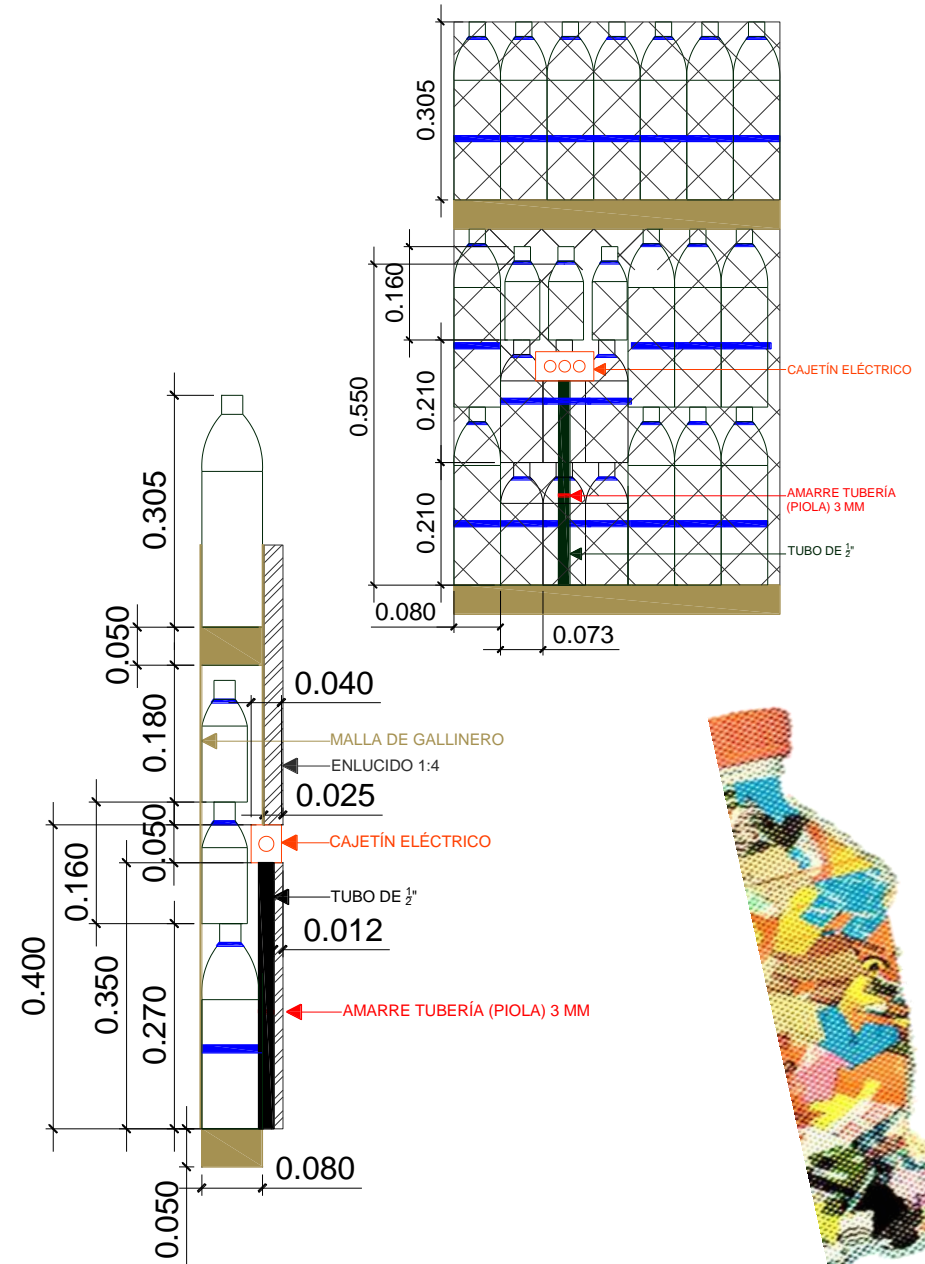 0.305
0.160
0.550
0.210
0.210
CAJETÍN ELÉCTRICO
AMARRE TUBERÍA
(PIOLA) 3 MM
TUBO DE ½"
0.080
0.073
0.305
0.050
0.180
0.040
MALLA DE GALLINERO
ENLUCIDO 1:4
0.025
0.050
0.160
CAJETÍN ELÉCTRICO
TUBO DE ½"
0.012
0.400
0.350
0.270
AMARRE TUBERÍA (PIOLA) 3 MM
0.080
0.050